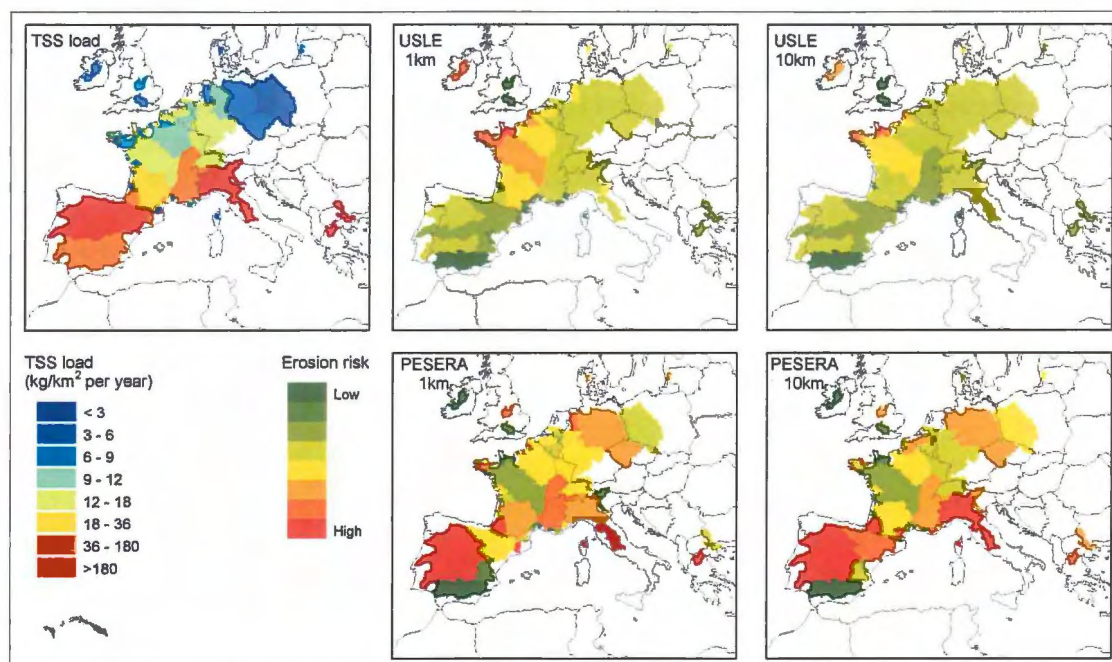 TSS load
USLE
1km
USLE
10km
TSS load
(kg/km² per year)
< 3
3 - 6
6 - 9
9 - 12
12 - 18
18 - 36
36 - 180
>180
Erosion risk
Low
High
PESERA
1km
PESERA
10km